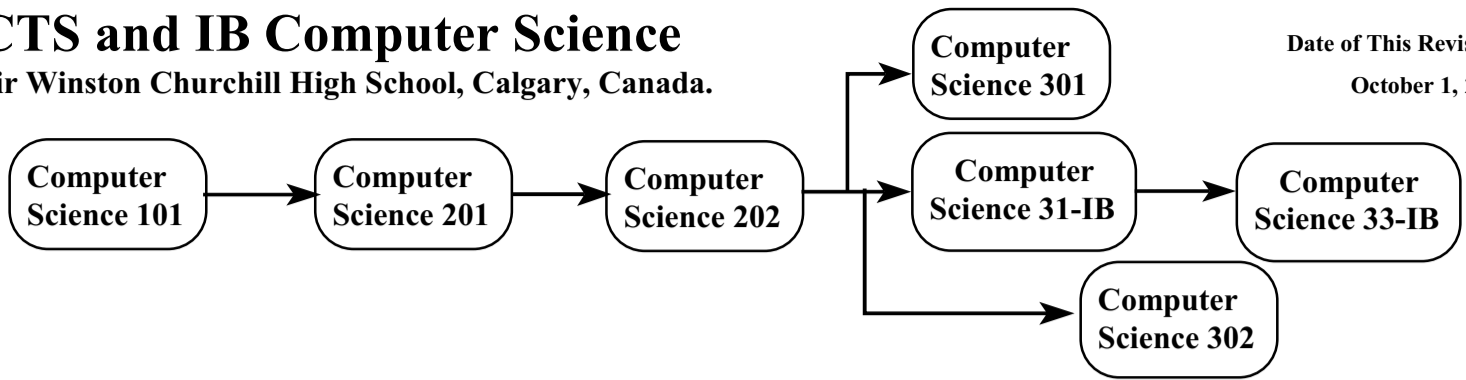 CTS and IB Computer Science
ir Winston Churchill High School, Calgary, Canada.
Date of This Revis
October 1,
Computer
Science 101
Computer
Science 201
Computer
Science 202
Computer
Science 301
Computer
Science 31-IB
Computer
Science 33-IB
Computer
Science 302